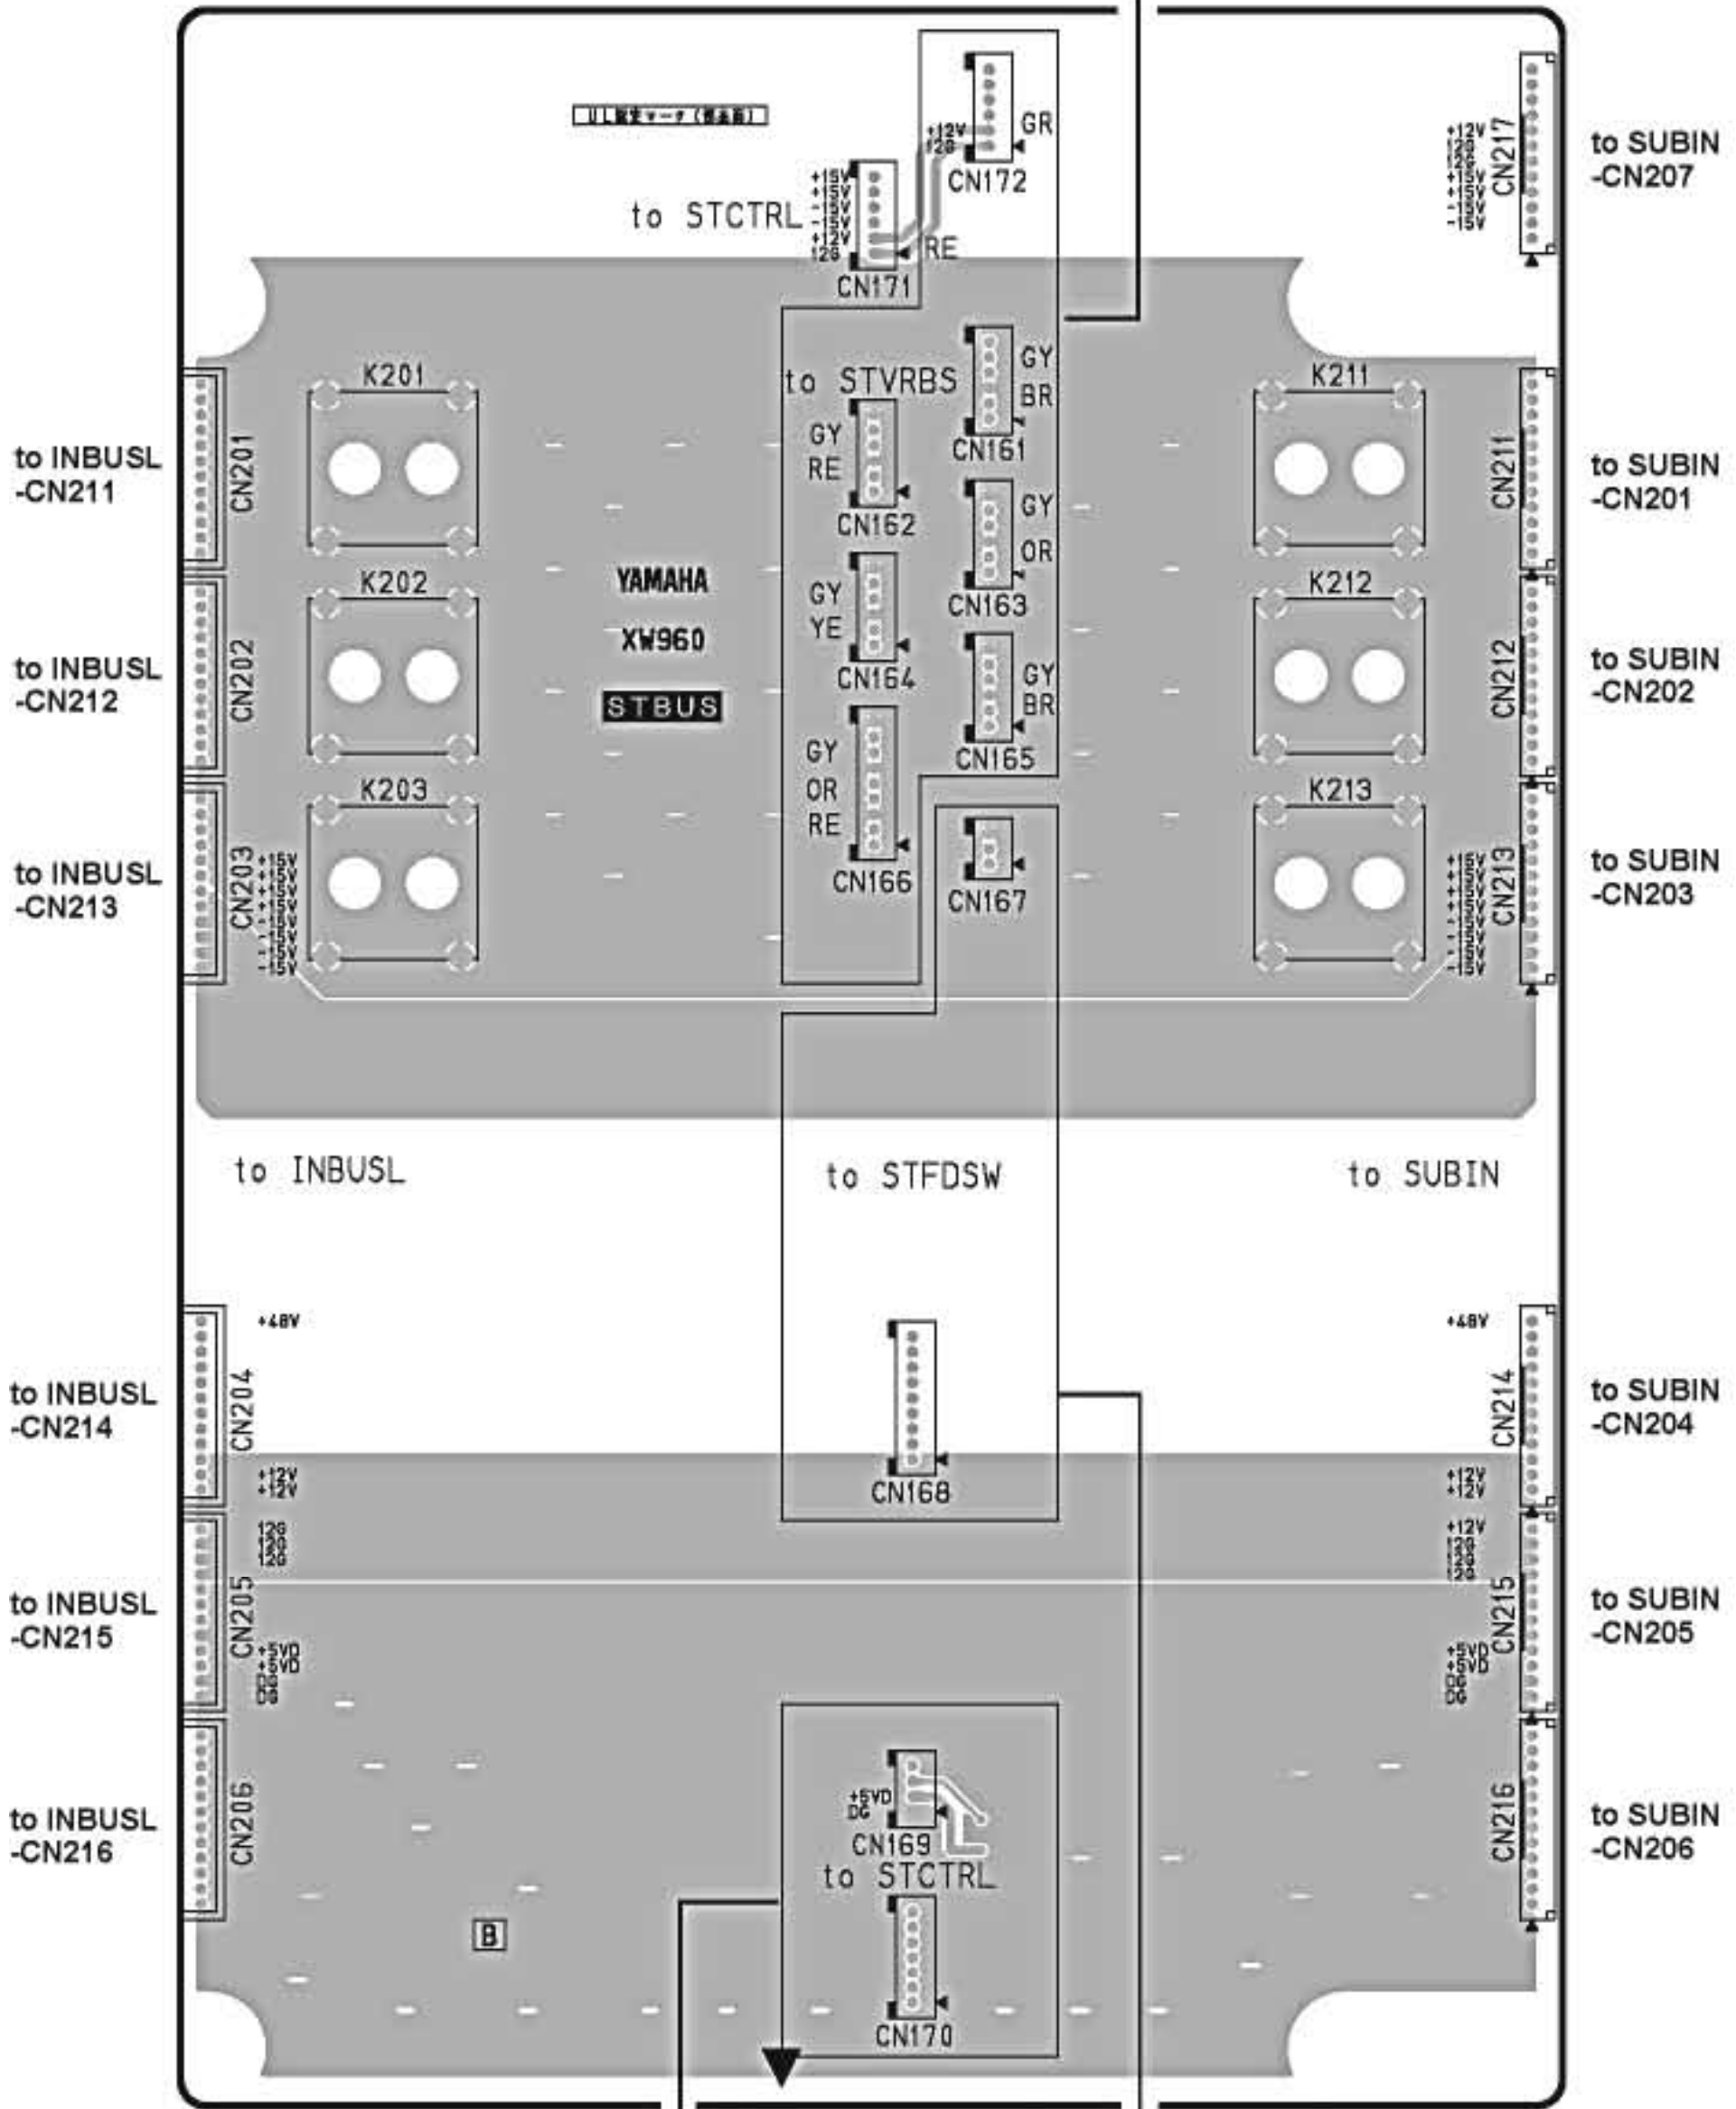 GR
+12V
12G
CN172
+12V
12G
12G
+15V
+15V
-15V
-15V
CN217
to SUBIN
-CN207
to STCTRL
+15V
+15V
-15V
-15V
+12V
12G
RE
CN171
K201
K211
to STVRBS
GY
BR
CN161
GY
RE
CN162
to INBUSL
-CN211
CN201
CN211
to SUBIN
-CN201
GY
OR
CN163
K202
K212
YAMAHA
XW960
STBUS
GY
YE
CN164
GY
BR
CN165
to INBUSL
-CN212
CN202
CN212
to SUBIN
-CN202
K203
K213
GY
OR
RE
CN166
CN167
to INBUSL
-CN213
CN203
+15V
+15V
+15V
+15V
-15V
-15V
-15V
-15V
+15V
+15V
+15V
+15V
-15V
-15V
-15V
-15V
CN213
to SUBIN
-CN203
to INBUSL
to STFDSW
to SUBIN
to INBUSL
-CN214
CN204
+48V
+12V
+12V
CN168
+48V
+12V
+12V
CN214
to SUBIN
-CN204
to INBUSL
-CN215
CN205
12G
12G
12G
+5VD
+5VD
DG
DG
+12V
12G
12G
12G
+5VD
+5VD
DG
DG
CN215
to SUBIN
-CN205
to INBUSL
-CN216
CN206
+5VD
DG
CN169
to STCTRL
CN216
to SUBIN
-CN206
B
CN170